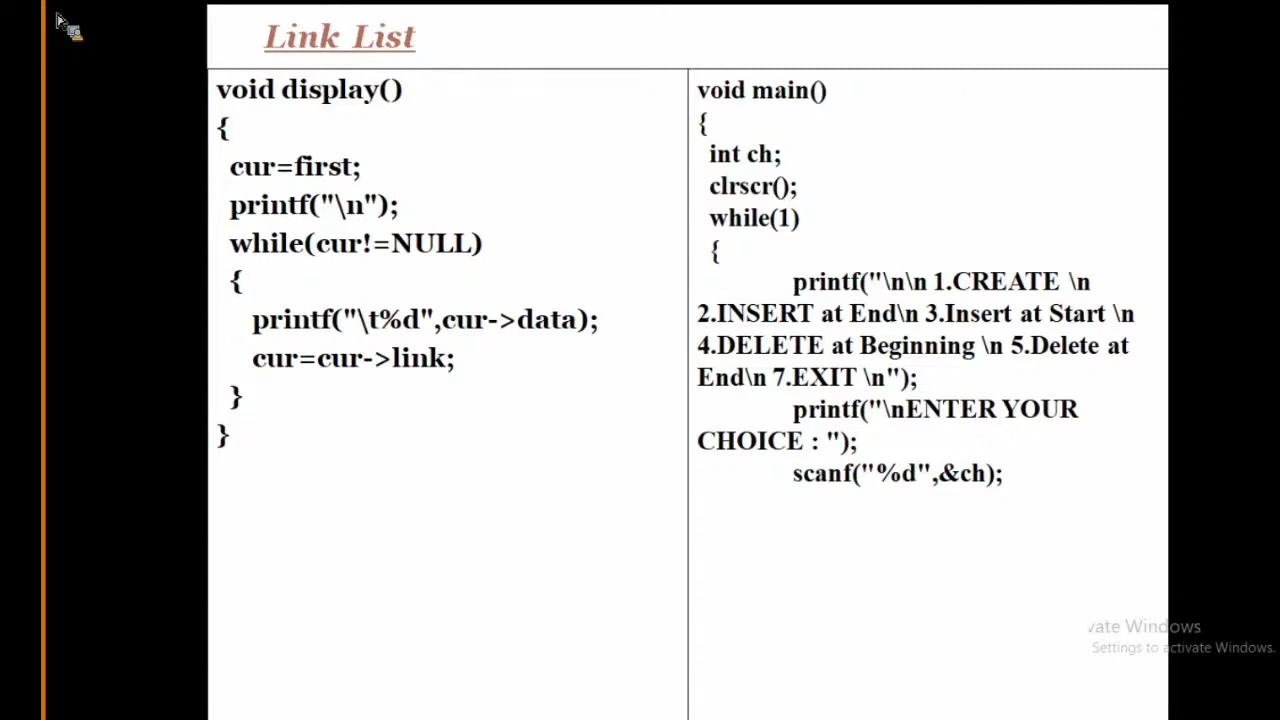 Link List
void display()
{
cur=first;
printf("\n");
while(cur!=NULL)
{
printf("\t%d",cur->data);
cur=cur->link;
}
}
void main()
{
int ch;
clrscr();
while(1)
{
printf("\n\n 1.CREATE \n
2.INSERT at End\n 3.Insert at Start \n
4.DELETE at Beginning \n 5.Delete at
End\n 7.EXIT \n");
printf("\nENTER YOUR
CHOICE : ");
scanf("%d",&ch);
vate Windows
Settings to activate Windows.